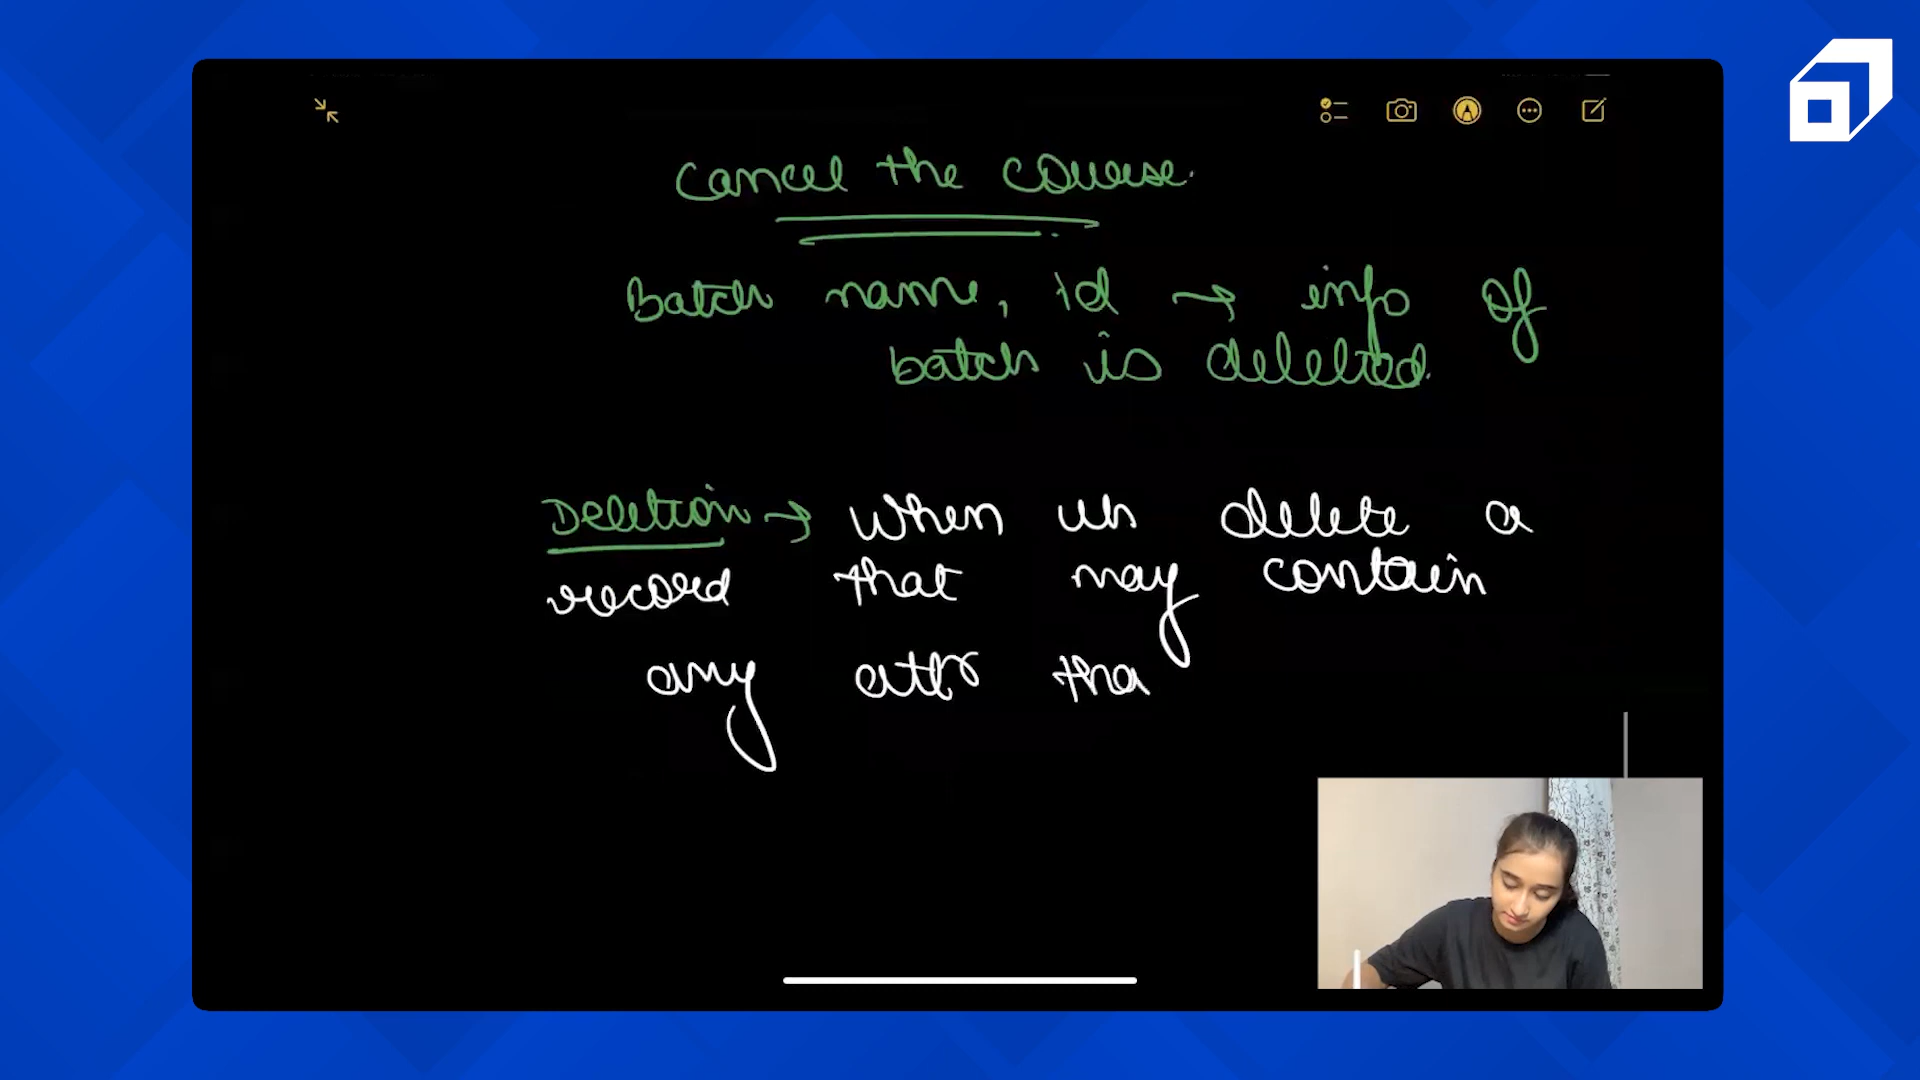 Cancel the course.
Batch name, id → info of
batch is deleted.
Deletion → When we delete a
record that may contain
any attr tha